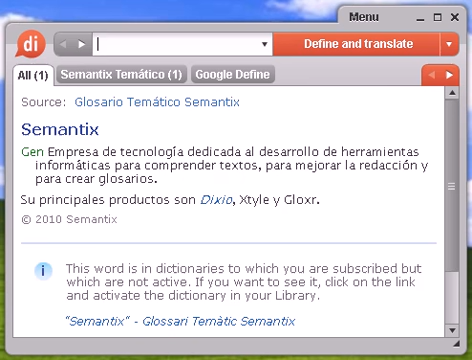 Menu
di
Define and translate
All (1) Semantix Temático (1) Google Define
Source: Glosario Temático Semantix
Semantix
Gen Empresa de tecnología dedicada al desarrollo de herramientas
informáticas para comprender textos, para mejorar la redacción y
para crear glosarios.
Su principales productos son Dixio, Xtyle y Gloxr.
© 2010 Semantix
i
This word is in dictionaries to which you are subscribed but
which are not active. If you want to see it, click on the link
and activate the dictionary in your Library.
"Semantix" - Glossari Temàtic Semantix